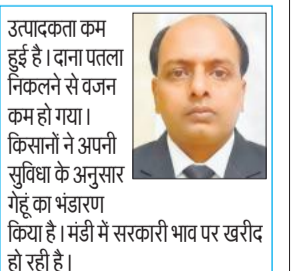 उत्पादकता कम
हुई है। दाना पतला
निकलने से वजन
कम हो गया।
किसानों ने अपनी
सुविधा के अनुसार
गेहूं का भंडारण
किया है। मंडी में सरकारी भाव पर खरीद
हो रही है।